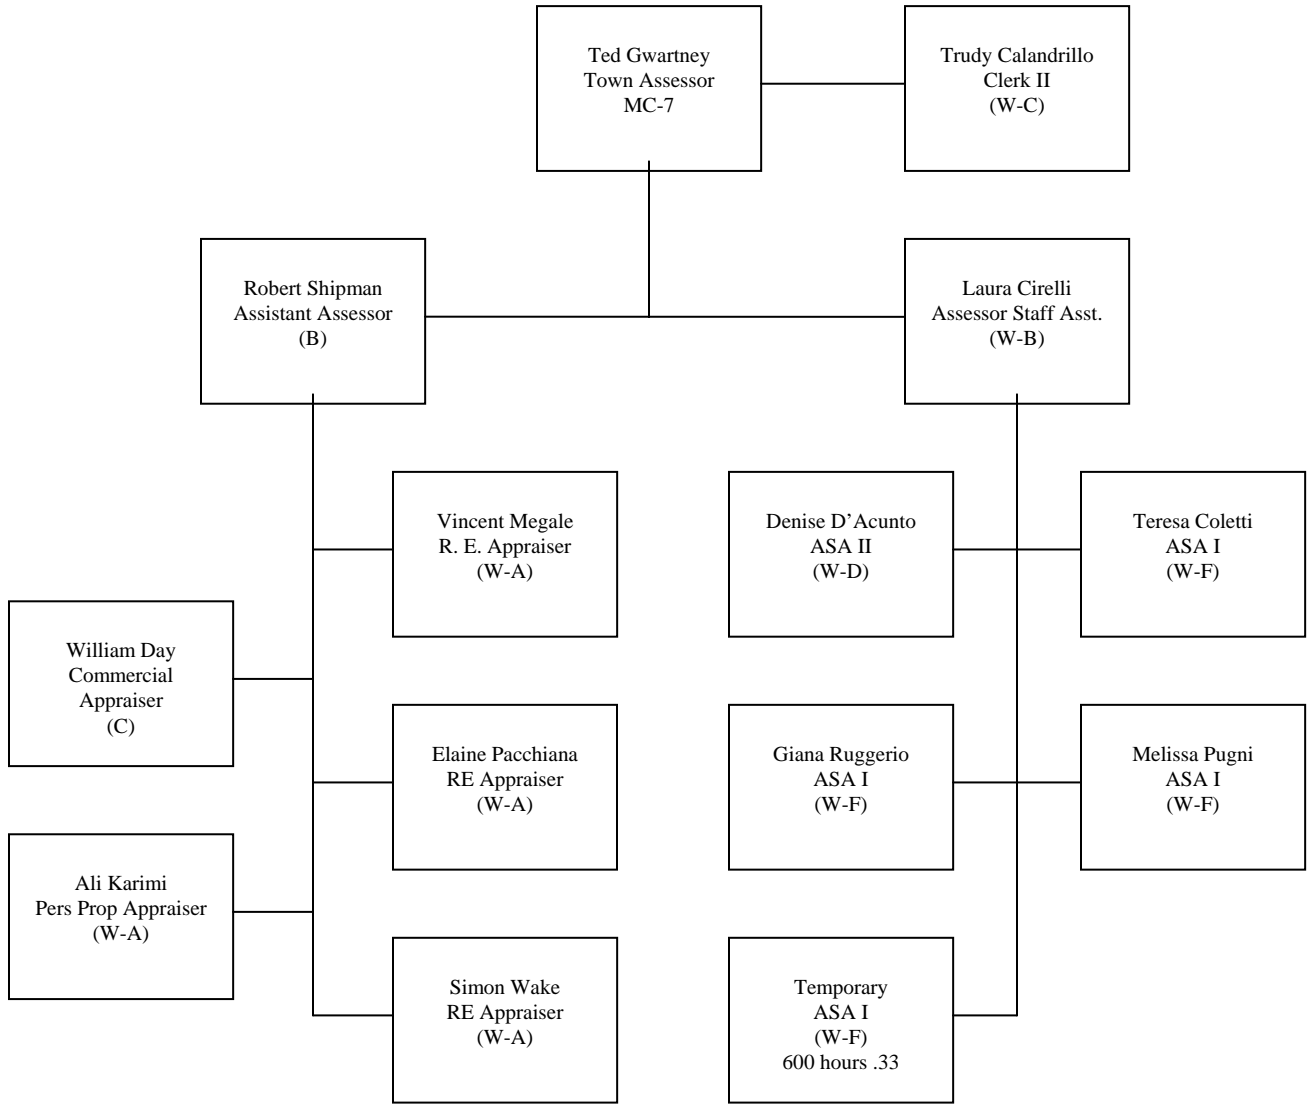 Ted Gwartney
Town Assessor
MC-7
Trudy Calandrillo
Clerk II
(W-C)
Robert Shipman
Assistant Assessor
(B)
Laura Cirelli
Assessor Staff Asst.
(W-B)
Vincent Megale
R. E. Appraiser
(W-A)
Denise D’Acunto
ASA II
(W-D)
Teresa Coletti
ASA I
(W-F)
William Day
Commercial
Appraiser
(C)
Elaine Pacchiana
RE Appraiser
(W-A)
Giana Ruggerio
ASA I
(W-F)
Melissa Pugni
ASA I
(W-F)
Ali Karimi
Pers Prop Appraiser
(W-A)
Simon Wake
RE Appraiser
(W-A)
Temporary
ASA I
(W-F)
600 hours .33